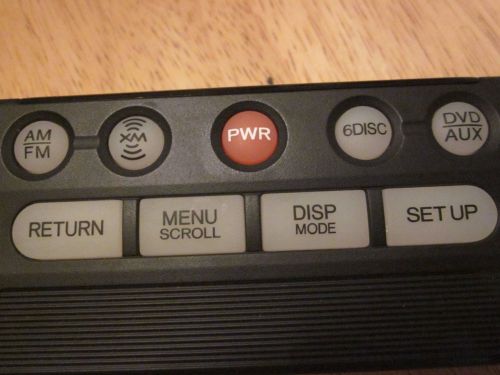 AM
FM
XM
PWR
6DISC
DVD
AUX
RETURN
MENU
SCROLL
DISP
MODE
SET UP